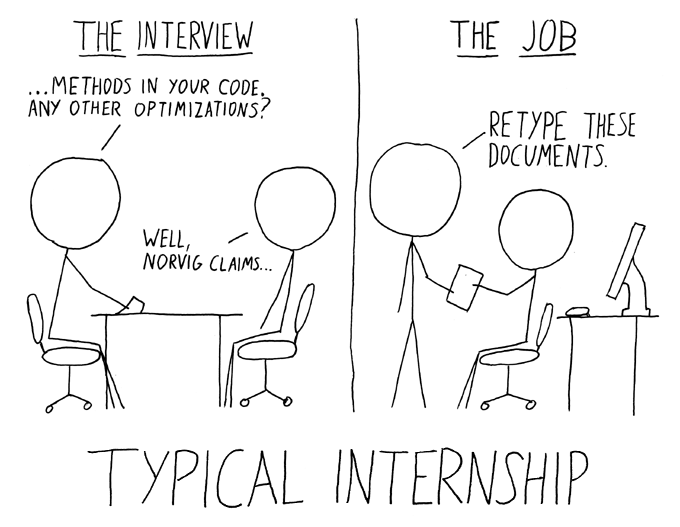 THE INTERVIEW
...METHODS IN YOUR CODE.
ANY OTHER OPTIMIZATIONS?
WELL,
NORVIG CLAIMS...
THE JOB
RETYPE THESE
DOCUMENTS.
TYPICAL INTERNSHIP